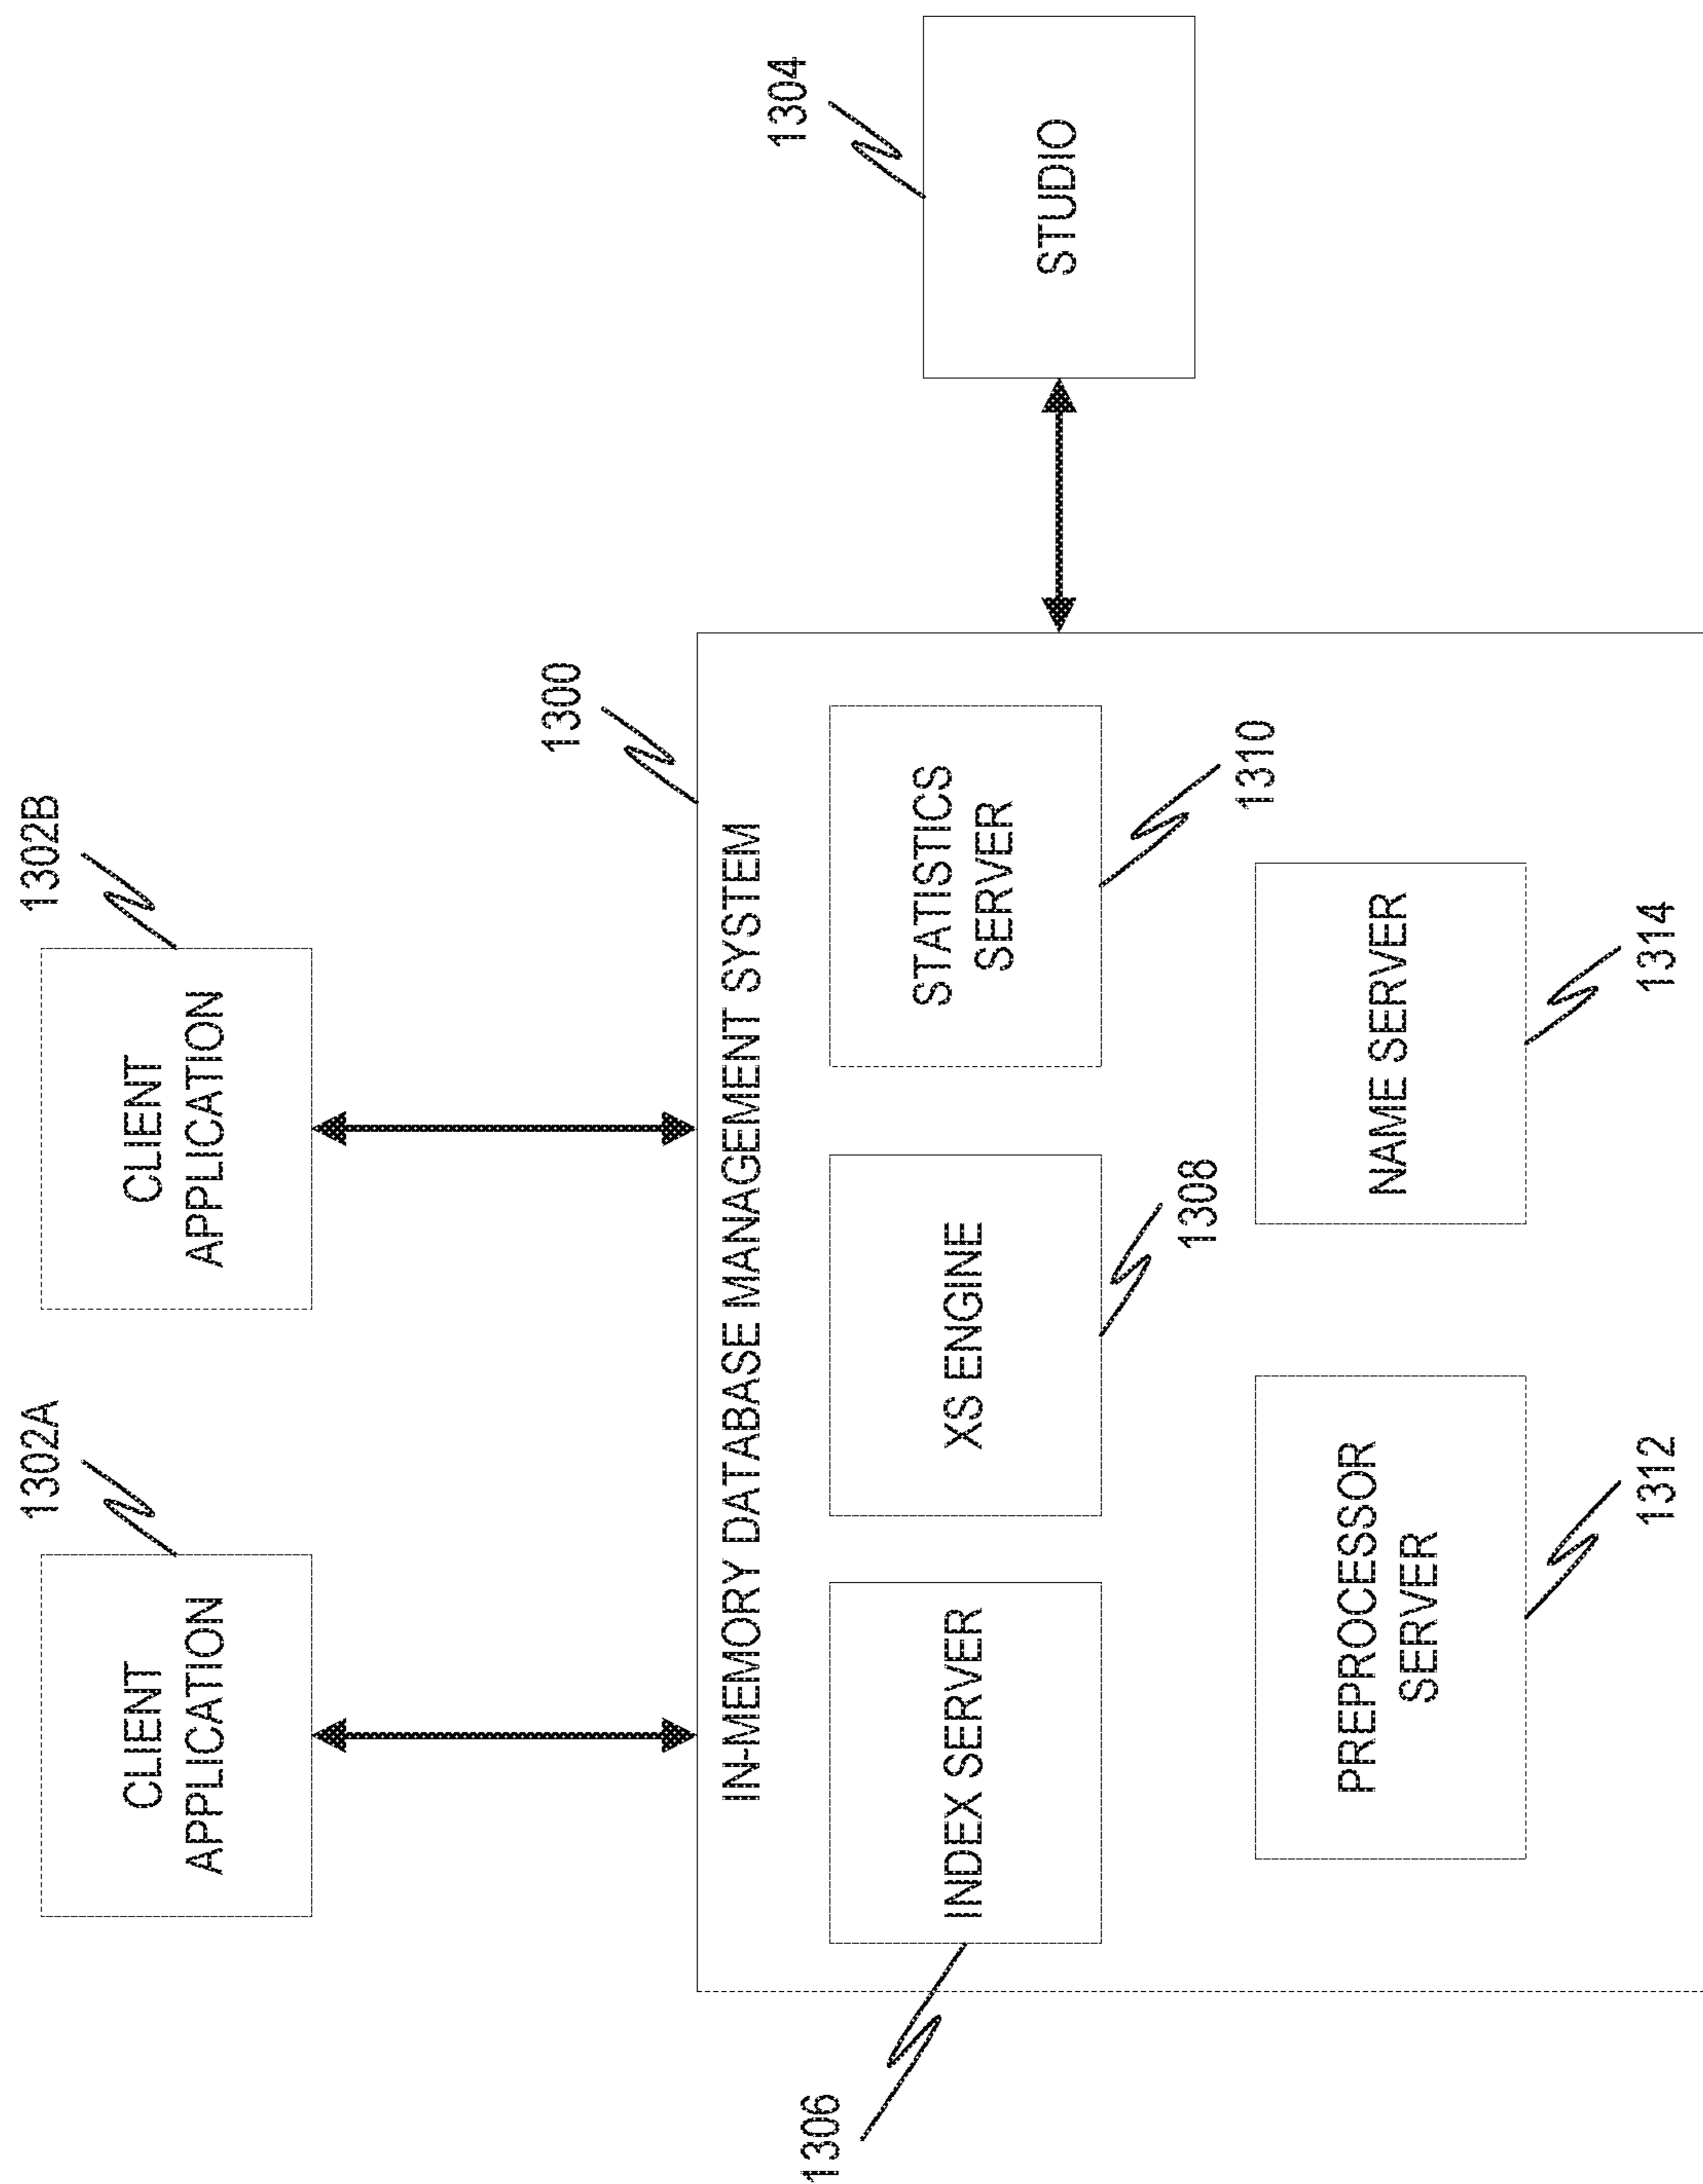 1302A
1302B
CLIENT
APPLICATION
CLIENT
APPLICATION
1300
1304
IN-MEMORY DATABASE MANAGEMENT SYSTEM
STUDIO
1306
INDEX SERVER
XS ENGINE
STATISTICS
SERVER
1308
1310
PREPROCESSOR
SERVER
NAME SERVER
1312
1314